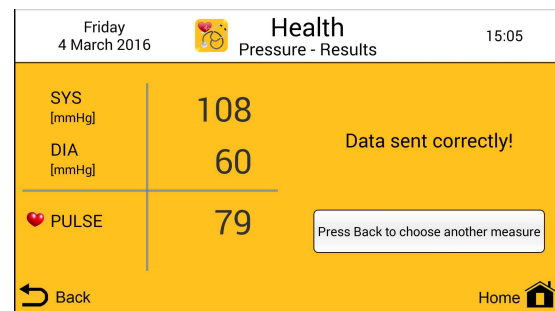 Friday
4 March 2016
Health
Pressure - Results
15:05
SYS
[mmHg]
108
DIA
[mmHg]
60
PULSE
79
Data sent correctly!
Press Back to choose another measure
Back
Home